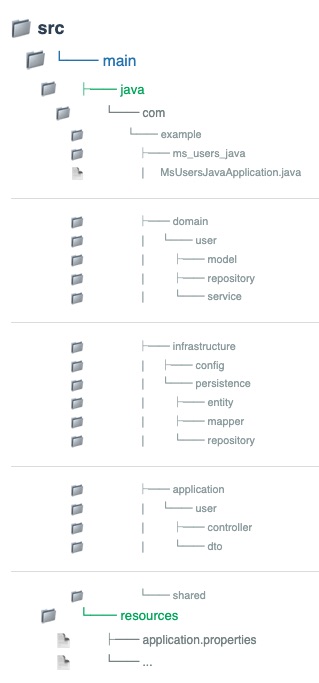 src
main
java
com
example
ms_users_java
MsUsersJavaApplication.java
domain
user
model
repository
service
infrastructure
config
persistence
entity
mapper
repository
application
user
controller
dto
shared
resources
application.properties
...